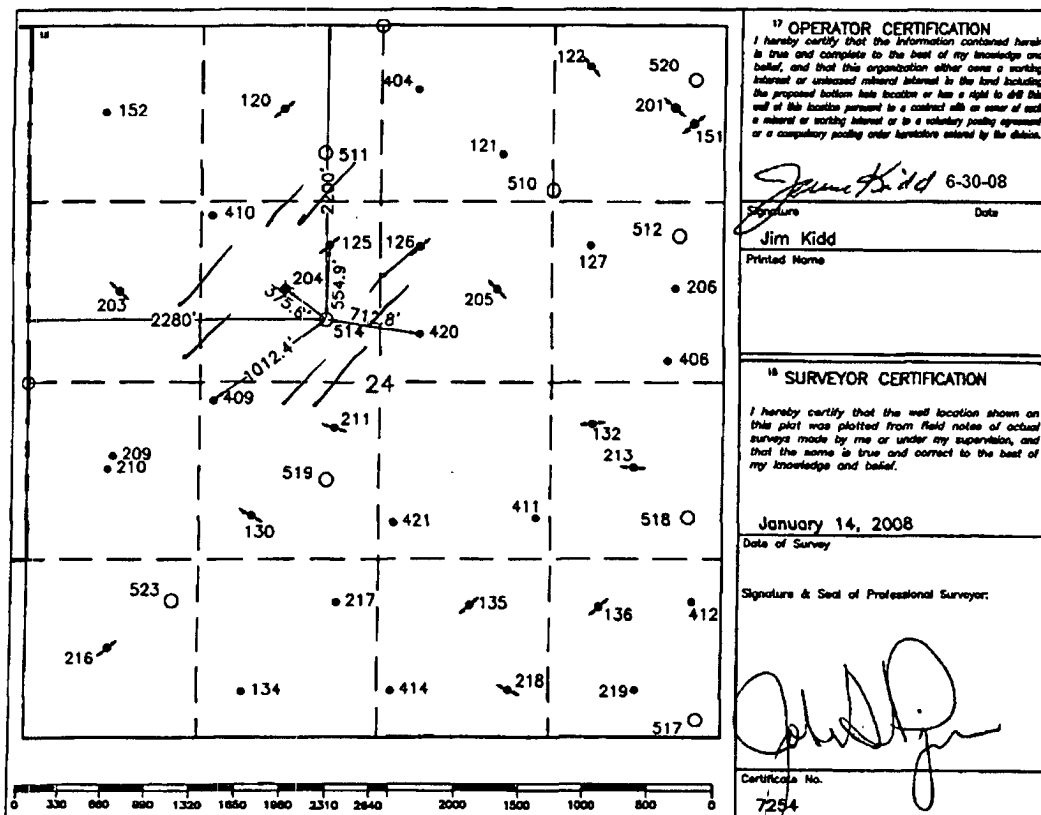 152
120
404
122
520
201
151
511
121
510
2200'
410
125
126
127
512
203
204
554.9'
375.6'
205
206
2280'
514
712.8'
420
1012.4'
406
409
24
211
132
213
209
210
519
130
421
411
518
523
217
135
136
412
216
134
414
218
219
517
0 330 660 990 1320 1650 1980 2310 2640 2000 1500 1000 500 0
17 OPERATOR CERTIFICATION
I hereby certify that the information contained herein
is true and complete to the best of my knowledge and
belief, and that this organization either owns a working
interest or unleased mineral interest in the land including
the proposed bottom hole location or has a right to drill this
well at this location pursuant to a contract with an owner of such
a mineral or working interest or to a voluntary pooling agreement
or a compulsory pooling order heretofore entered by the division.
James Kidd 6-30-08
Signature Date
Jim Kidd
Printed Name
18 SURVEYOR CERTIFICATION
I hereby certify that the well location shown on
this plat was plotted from field notes of actual
surveys made by me or under my supervision, and
that the same is true and correct to the best of
my knowledge and belief.
January 14, 2008
Date of Survey
Signature & Seal of Professional Surveyor:
Certificate No.
7254